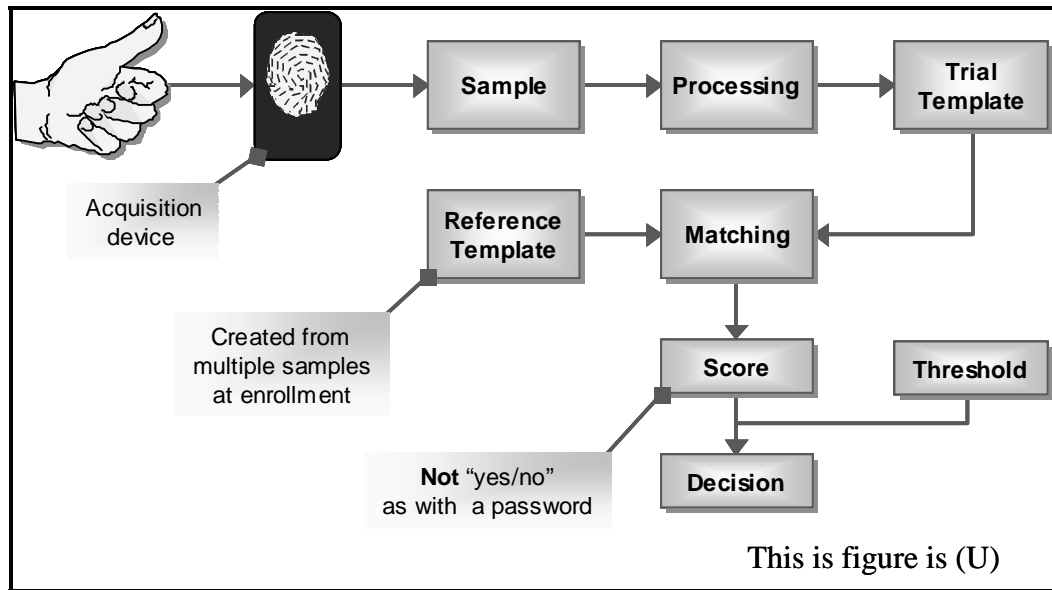 Sample
Processing
Trial
Template
Acquisition
device
Reference
Template
Matching
Created from
multiple samples
at enrollment
Score
Threshold
Not “yes/no”
as with a password
Decision
This is figure is (U)